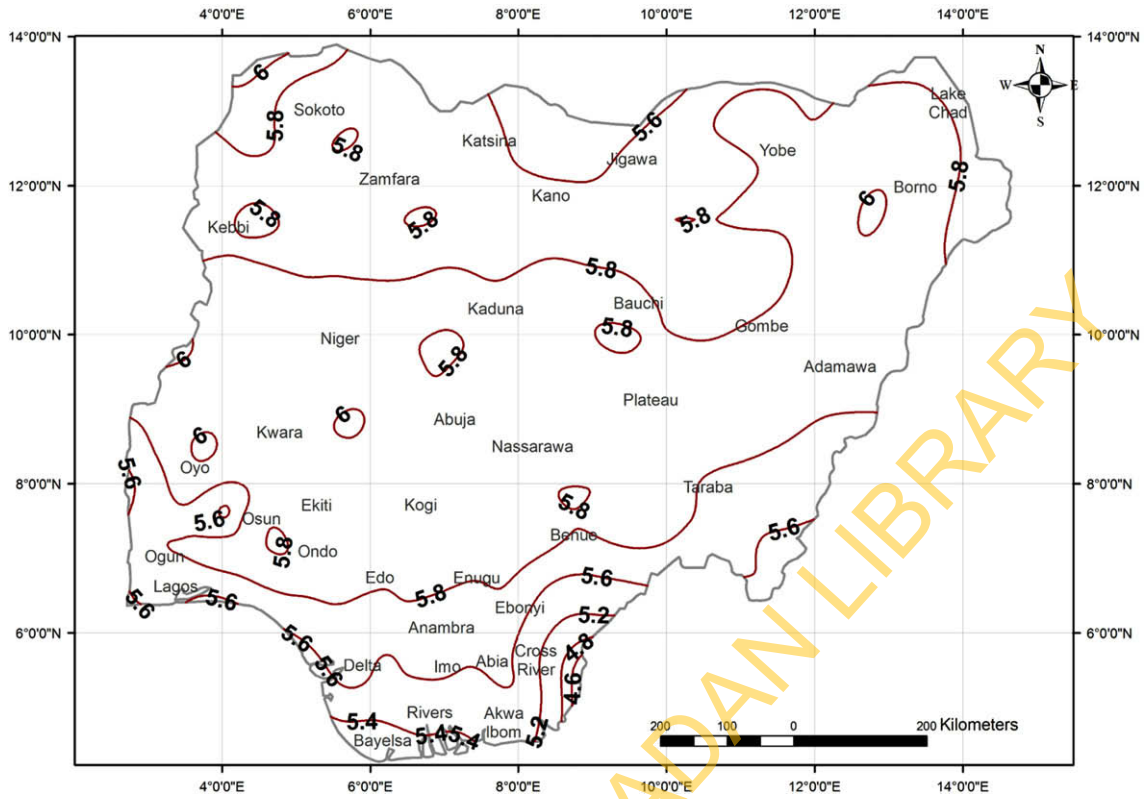 4°0'0"E 6°0'0"E 8°0'0"E 10°0'0"E 12°0'0"E 14°0'0"E
14°0'0"N 14°0'0"N
N
W E
S
6
Lake
Chad
Sokoto
5.8
5.6
Katsina
Jigawa
Yobe
5.8
Zamfara
12°0'0"N 12°0'0"N
5.8
Kano
Borno
6
Kebbi
5.8
5.8
5.8
5.8
Bauchi
Kaduna
5.8
Gombe
10°0'0"N 10°0'0"N
Niger
6
5.8
Adamawa
Plateau
6
Abuja
Kwara
6
Nassarawa
Oyo
5.6
8°0'0"N 8°0'0"N
Taraba
Ekiti
Kogi
5.8
5.6
Osun
Benue
5.6
Ogun
5.8
Ondo
Lagos
Edo
Enugu
5.6
5.6
5.6
5.8
Ebonyi
5.2
6°0'0"N 6°0'0"N
Anambra
5.6
4.8
Cross
River
5.6
Delta
Imo
Abia
4.6
Rivers
Akwa
Ibom
5.4
5.4
5.4
5.2
Bayelsa
200 100 0 200 Kilometers
4°0'0"E 6°0'0"E 8°0'0"E 10°0'0"E 12°0'0"E 14°0'0"E
ADAN LIBRARY